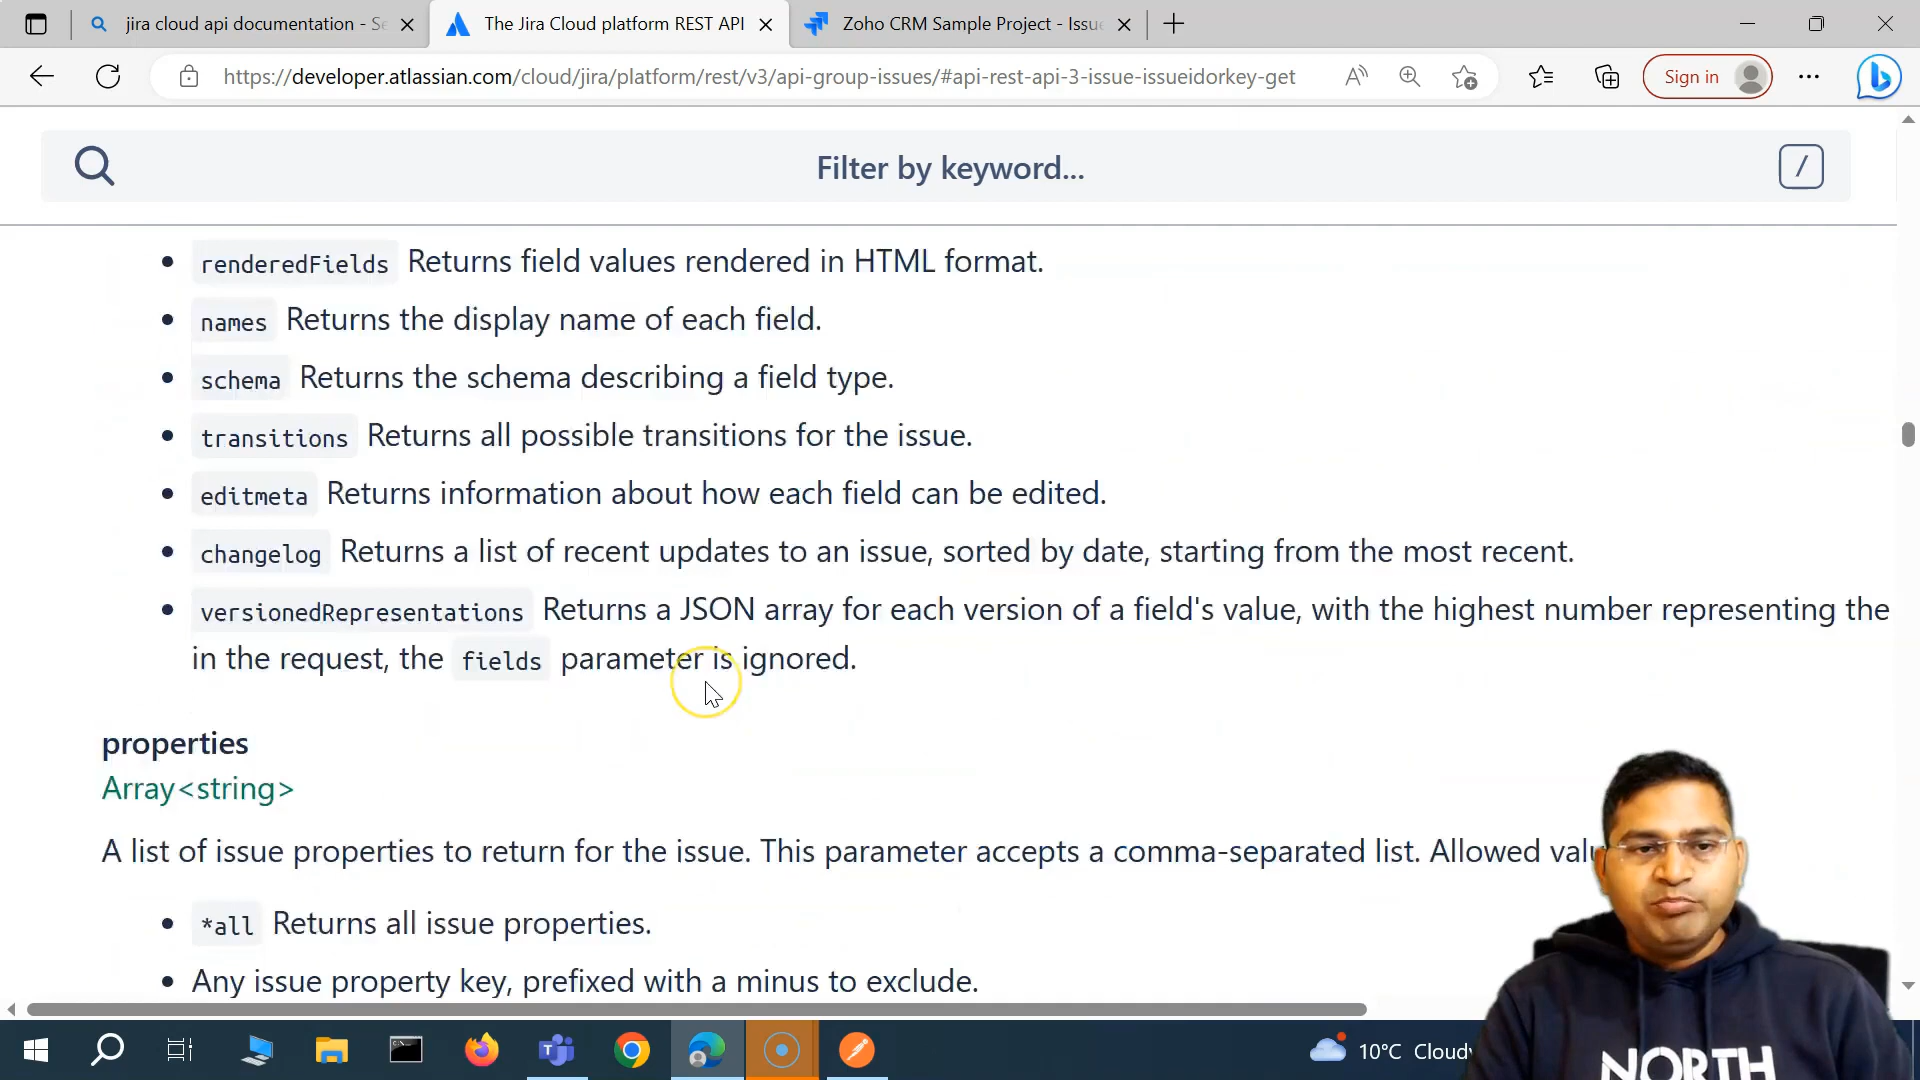 jira cloud api documentation - Se
The Jira Cloud platform REST API
Zoho CRM Sample Project - Issue
https://developer.atlassian.com/cloud/jira/platform/rest/v3/api-group-issues/#api-rest-api-3-issue-issueidorkey-get
Sign in
Filter by keyword...
/
renderedFields Returns field values rendered in HTML format.
names Returns the display name of each field.
schema Returns the schema describing a field type.
transitions Returns all possible transitions for the issue.
editmeta Returns information about how each field can be edited.
changelog Returns a list of recent updates to an issue, sorted by date, starting from the most recent.
versionedRepresentations Returns a JSON array for each version of a field's value, with the highest number representing the
in the request, the fields parameter is ignored.
properties
Array<string>
A list of issue properties to return for the issue. This parameter accepts a comma-separated list. Allowed valu
*all Returns all issue properties.
Any issue property key, prefixed with a minus to exclude.
10°C Cloudy
NORTH